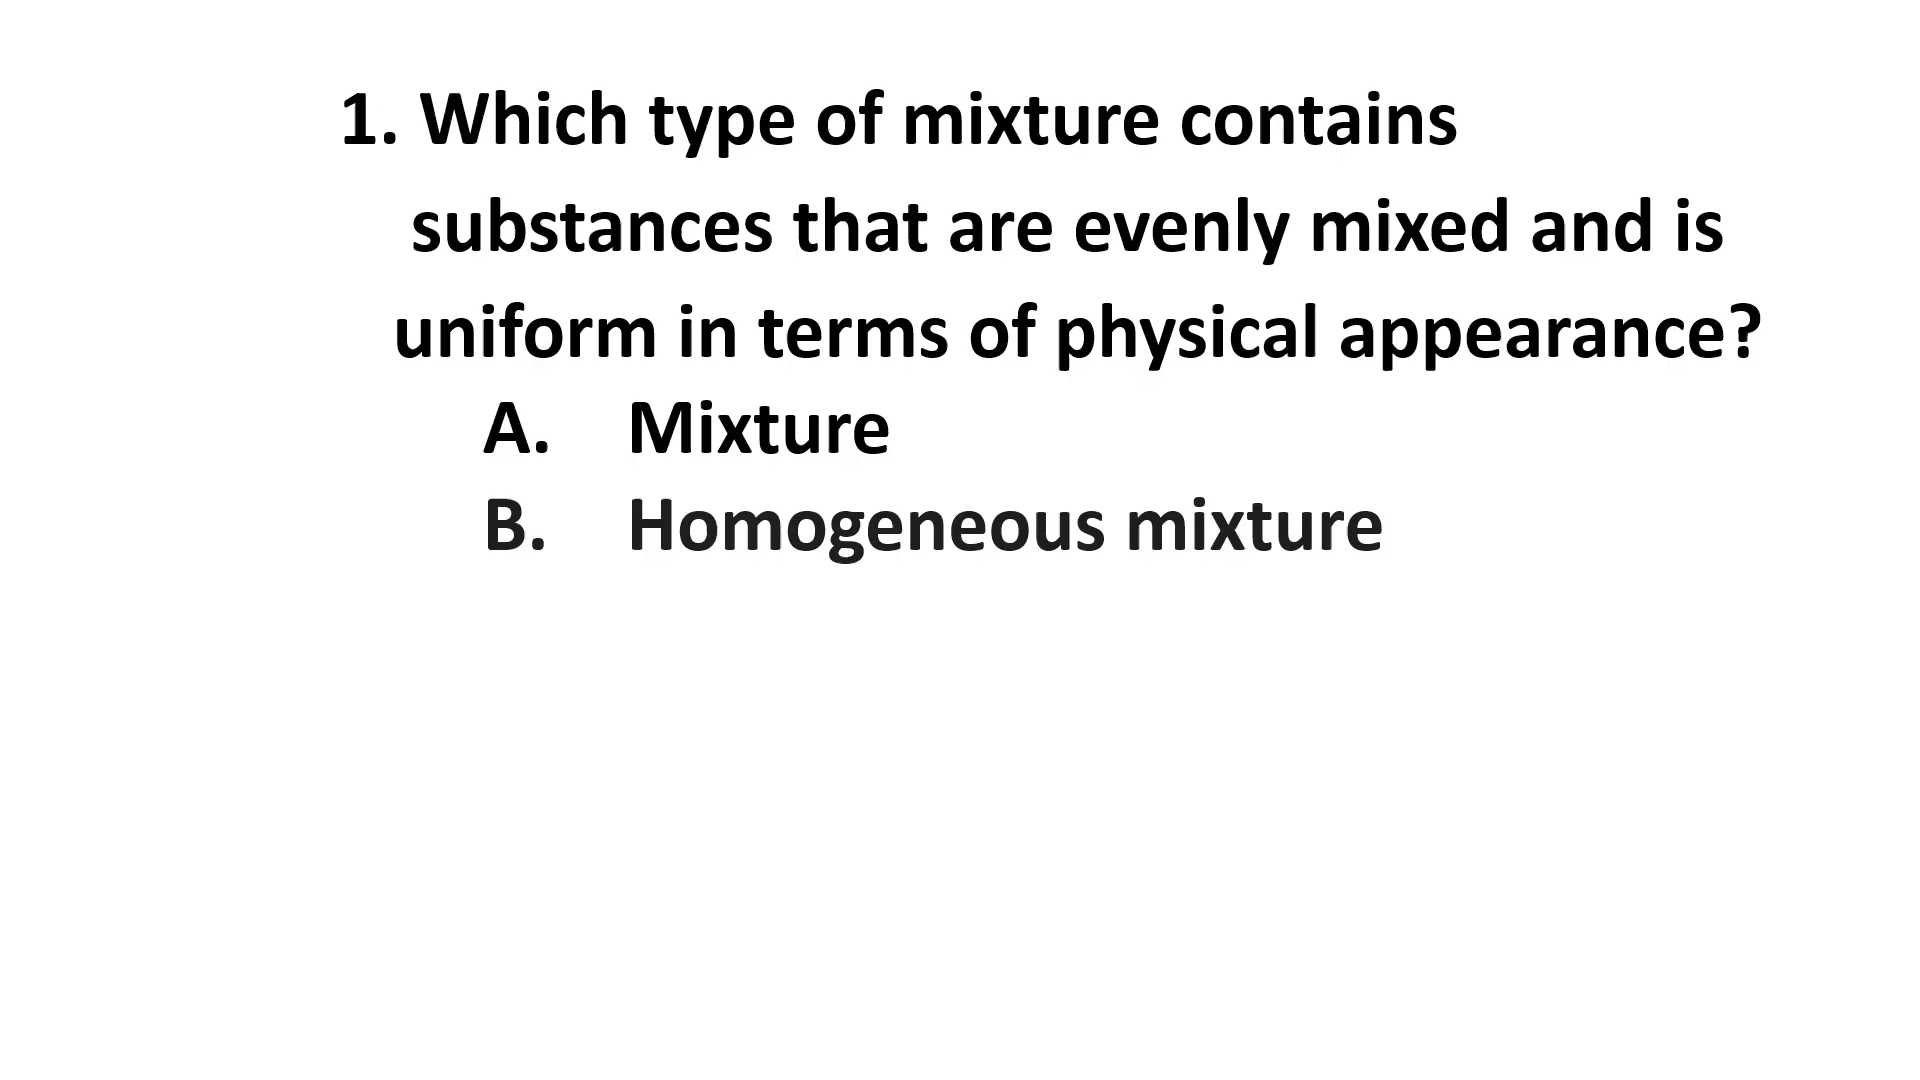 1. Which type of mixture contains
substances that are evenly mixed and is
uniform in terms of physical appearance?
A. Mixture
B. Homogeneous mixture